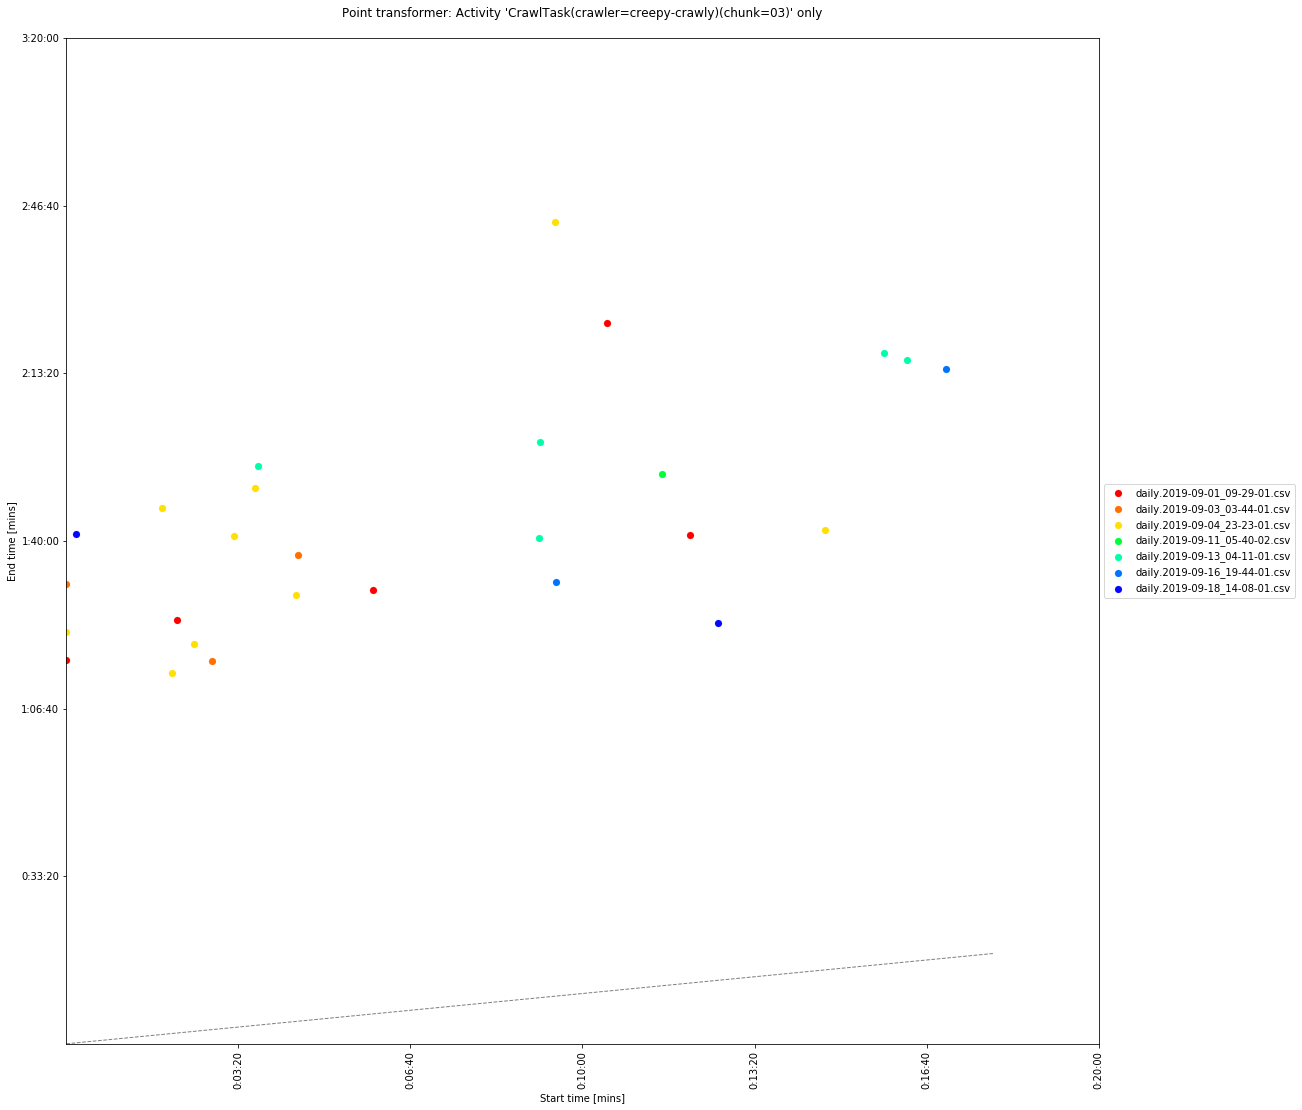 Point transformer: Activity 'CrawlTask(crawler=creepy-crawly)(chunk=03)' only
3:20:00
2:46:40
2:13:20
1:40:00
1:06:40
0:33:20
End time [mins]
0:03:20
0:06:40
0:10:00
0:13:20
0:16:40
0:20:00
Start time [mins]
daily.2019-09-01_09-29-01.csv
daily.2019-09-03_03-44-01.csv
daily.2019-09-04_23-23-01.csv
daily.2019-09-11_05-40-02.csv
daily.2019-09-13_04-11-01.csv
daily.2019-09-16_19-44-01.csv
daily.2019-09-18_14-08-01.csv